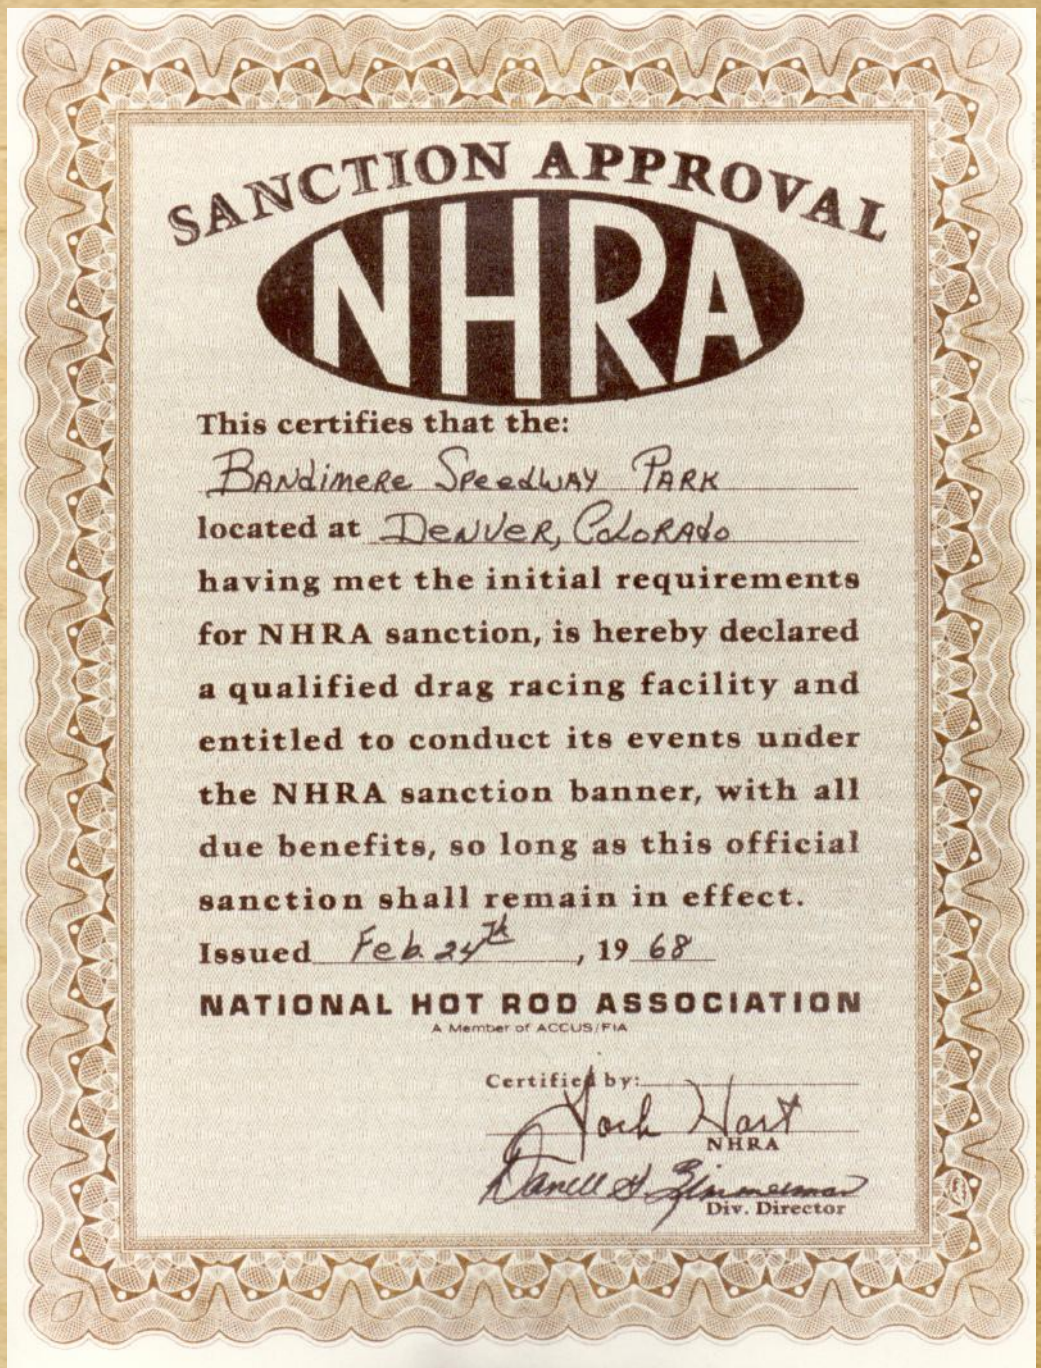 SANCTION APPROVAL
NHRA
This certifies that the:
BANdiMeRe SPeedWAY PARK
located at DeNVeR, COLORAdo
having met the initial requirements
for NHRA sanction, is hereby declared
a qualified drag racing facility and
entitled to conduct its events under
the NHRA sanction banner, with all
due benefits, so long as this official
sanction shall remain in effect.
Issued Feb. 24th, 19 68
NATIONAL HOT ROD ASSOCIATION
A Member of ACCUS/FIA
Certified by:
Jack Hart
NHRA
Darrell H. Zimmerman
Div. Director